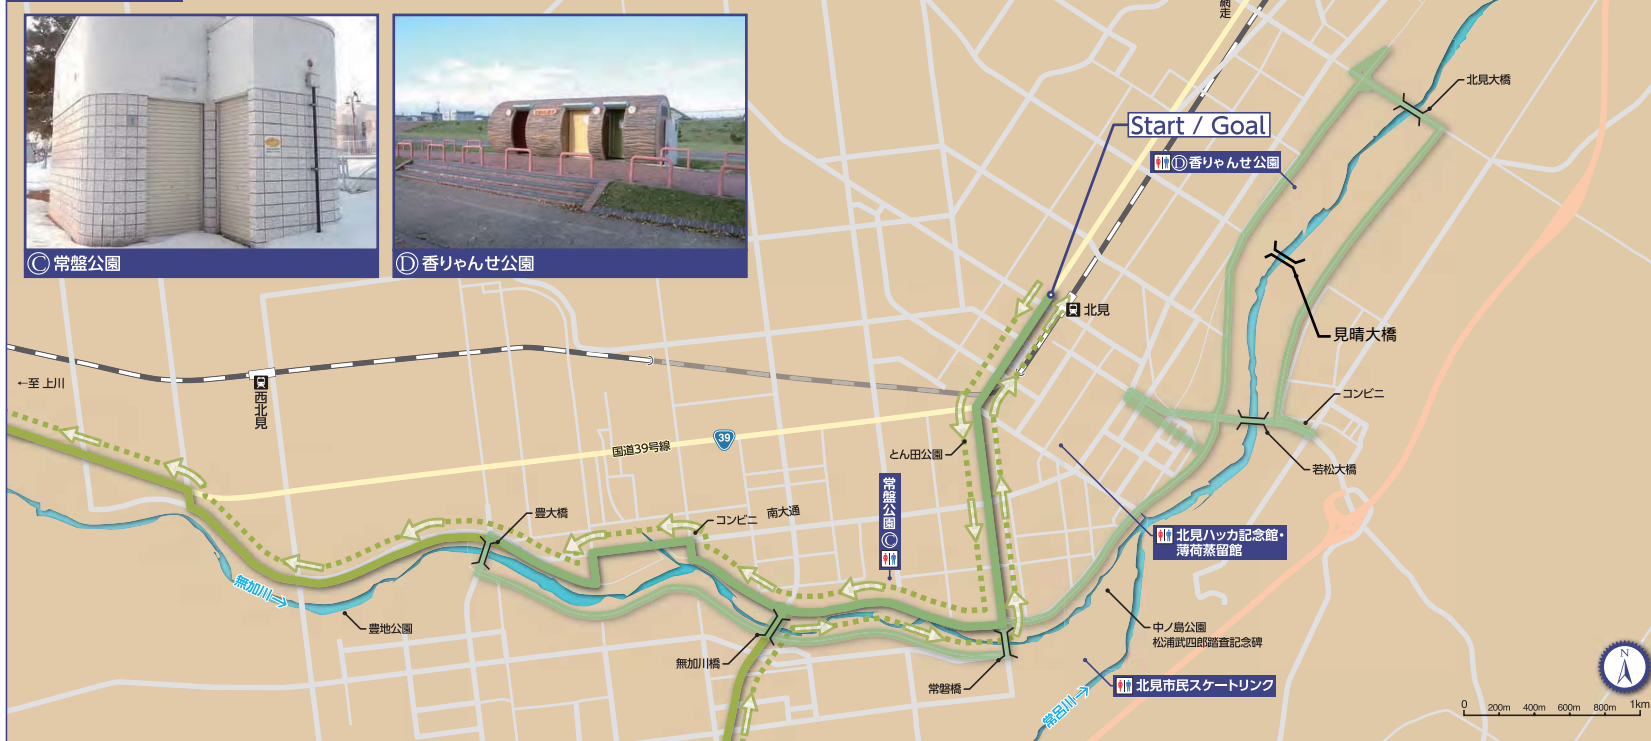 Ⓒ 常盤公園
Ⓓ 香りゃんせ公園
網走
北見大橋
Start / Goal
Ⓓ香りゃんせ公園
北見
見晴大橋
←至 上川
西北見
コンビニ
国道39号線
39
とん田公園
若松大橋
常盤公園Ⓒ
豊大橋
コンビニ
南大通
北見ハッカ記念館・
薄荷蒸留館
無加川→
豊地公園
中ノ島公園
松浦武四郎踏査記念碑
無加川橋
常磐橋
北見市民スケートリンク
常呂川→
N
0 200m 400m 600m 800m 1km